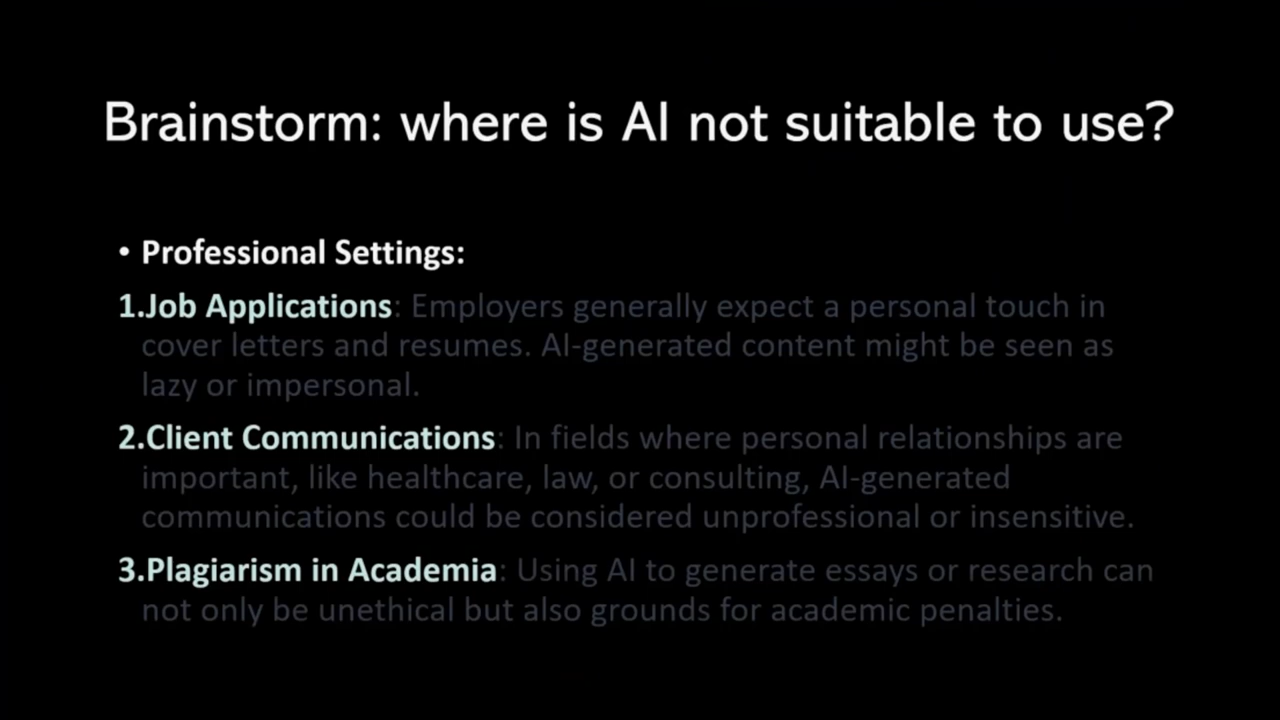 Brainstorm: where is AI not suitable to use?
• Professional Settings:
1.Job Applications: Employers generally expect a personal touch in
cover letters and resumes. AI-generated content might be seen as
lazy or impersonal.
2.Client Communications: In fields where personal relationships are
important, like healthcare, law, or consulting, AI-generated
communications could be considered unprofessional or insensitive.
3.Plagiarism in Academia: Using AI to generate essays or research can
not only be unethical but also grounds for academic penalties.